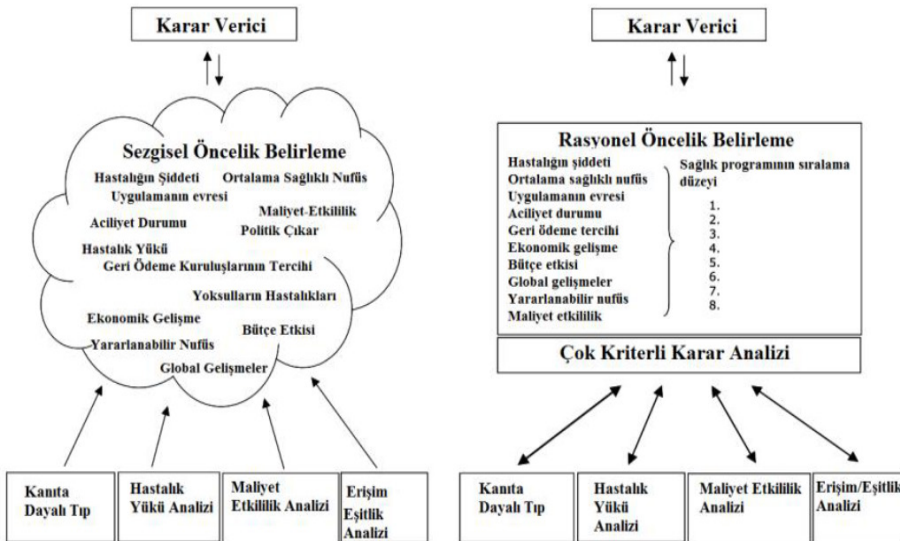 Karar Verici
Sezgisel Öncelik Belirleme
Hastalığın Şiddeti
Ortalama Sağlıklı Nufüs
Uygulamanın evresi
Maliyet-Etkililik
Aciliyet Durumu
Politik Çıkar
Hastalık Yükü
Geri Ödeme Kuruluşlarının Tercihi
Yoksulların Hastalıkları
Ekonomik Gelişme
Bütçe Etkisi
Yararlanabilir Nufüs
Global Gelişmeler
Kanıta
Dayalı Tıp
Hastalık
Yükü Analizi
Maliyet
Etkililik Analizi
Erişim
Eşitlik
Analizi
Karar Verici
Rasyonel Öncelik Belirleme
Hastalığın şiddeti
Ortalama sağlıklı nufüs
Uygulamanın evresi
Aciliyet durumu
Geri ödeme tercihi
Ekonomik gelişme
Bütçe etkisi
Global gelişmeler
Yararlanabilir nufüs
Maliyet etkililik
Sağlık programının sıralama
düzeyi
1.
2.
3.
4.
5.
6.
7.
8.
Çok Kriterli Karar Analizi
Kanıta
Dayalı Tıp
Hastalık
Yükü
Analizi
Maliyet Etkililik
Analizi
Erişim/Eşitlik
Analizi